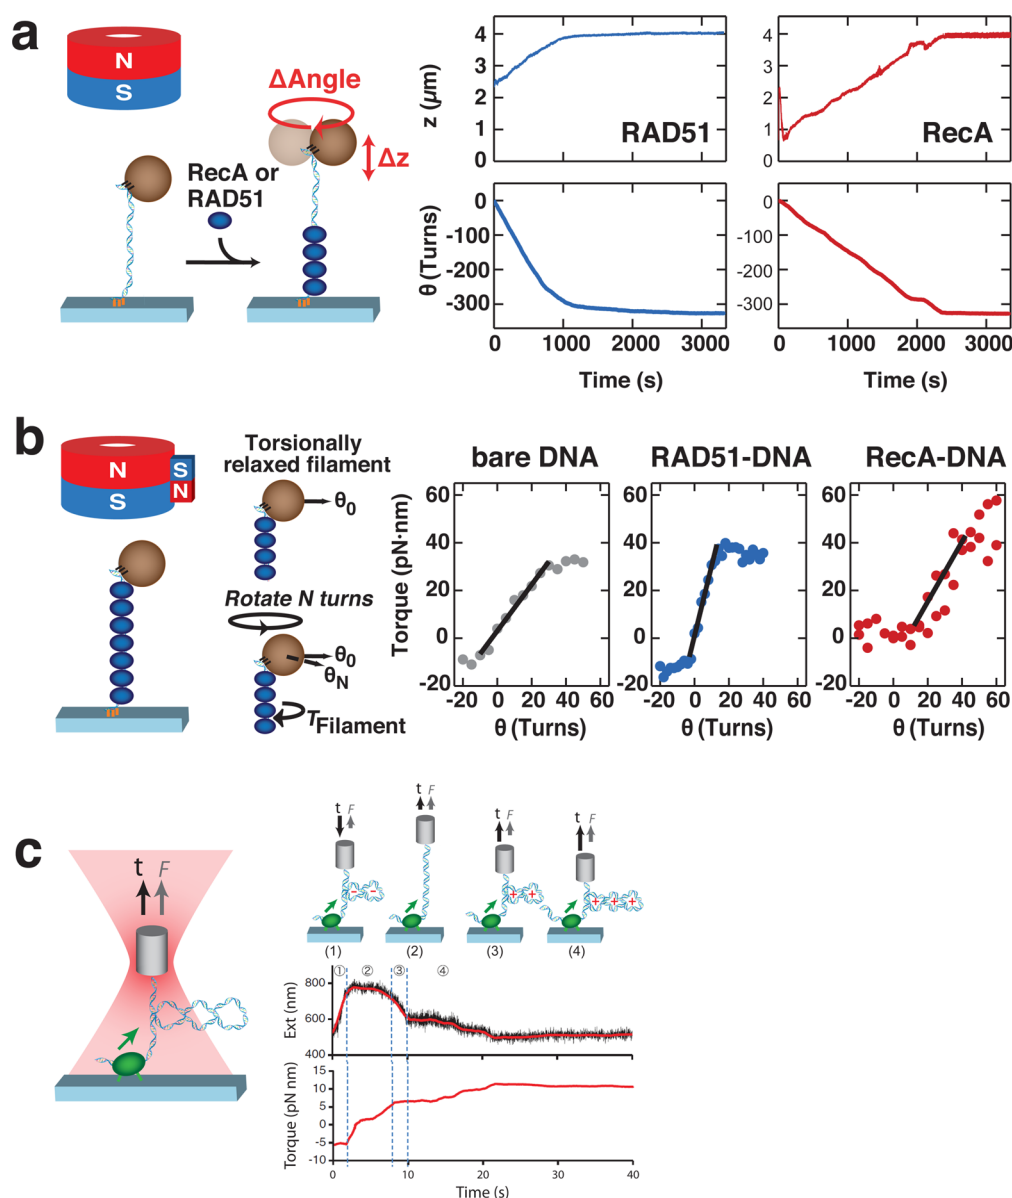 a
N
S
ΔAngle
Δz
RecA or
RAD51
z (μm)
4
3
2
1
0
RAD51
4
3
2
1
0
RecA
θ (Turns)
0
-100
-200
-300
0
-100
-200
-300
0 1000 2000 3000
0 1000 2000 3000
Time (s)
Time (s)
b
N
S
S
N
Torsionally
relaxed filament
θ0
Rotate N turns
θ0
θN
TFilament
bare DNA
RAD51-DNA
RecA-DNA
Torque (pN·nm)
60
40
20
0
-20
60
40
20
0
-20
60
40
20
0
-20
-20 0 20 40 60
-20 0 20 40 60
-20 0 20 40 60
θ (Turns)
θ (Turns)
θ (Turns)
c
t F
t F
t F
t F
t F
- -
+ +
+ + +
(1) (2) (3) (4)
① ② ③ ④
Ext (nm)
800
600
400
Torque (pN nm)
15
10
5
0
-5
-10
0 10 20 30 40
Time (s)